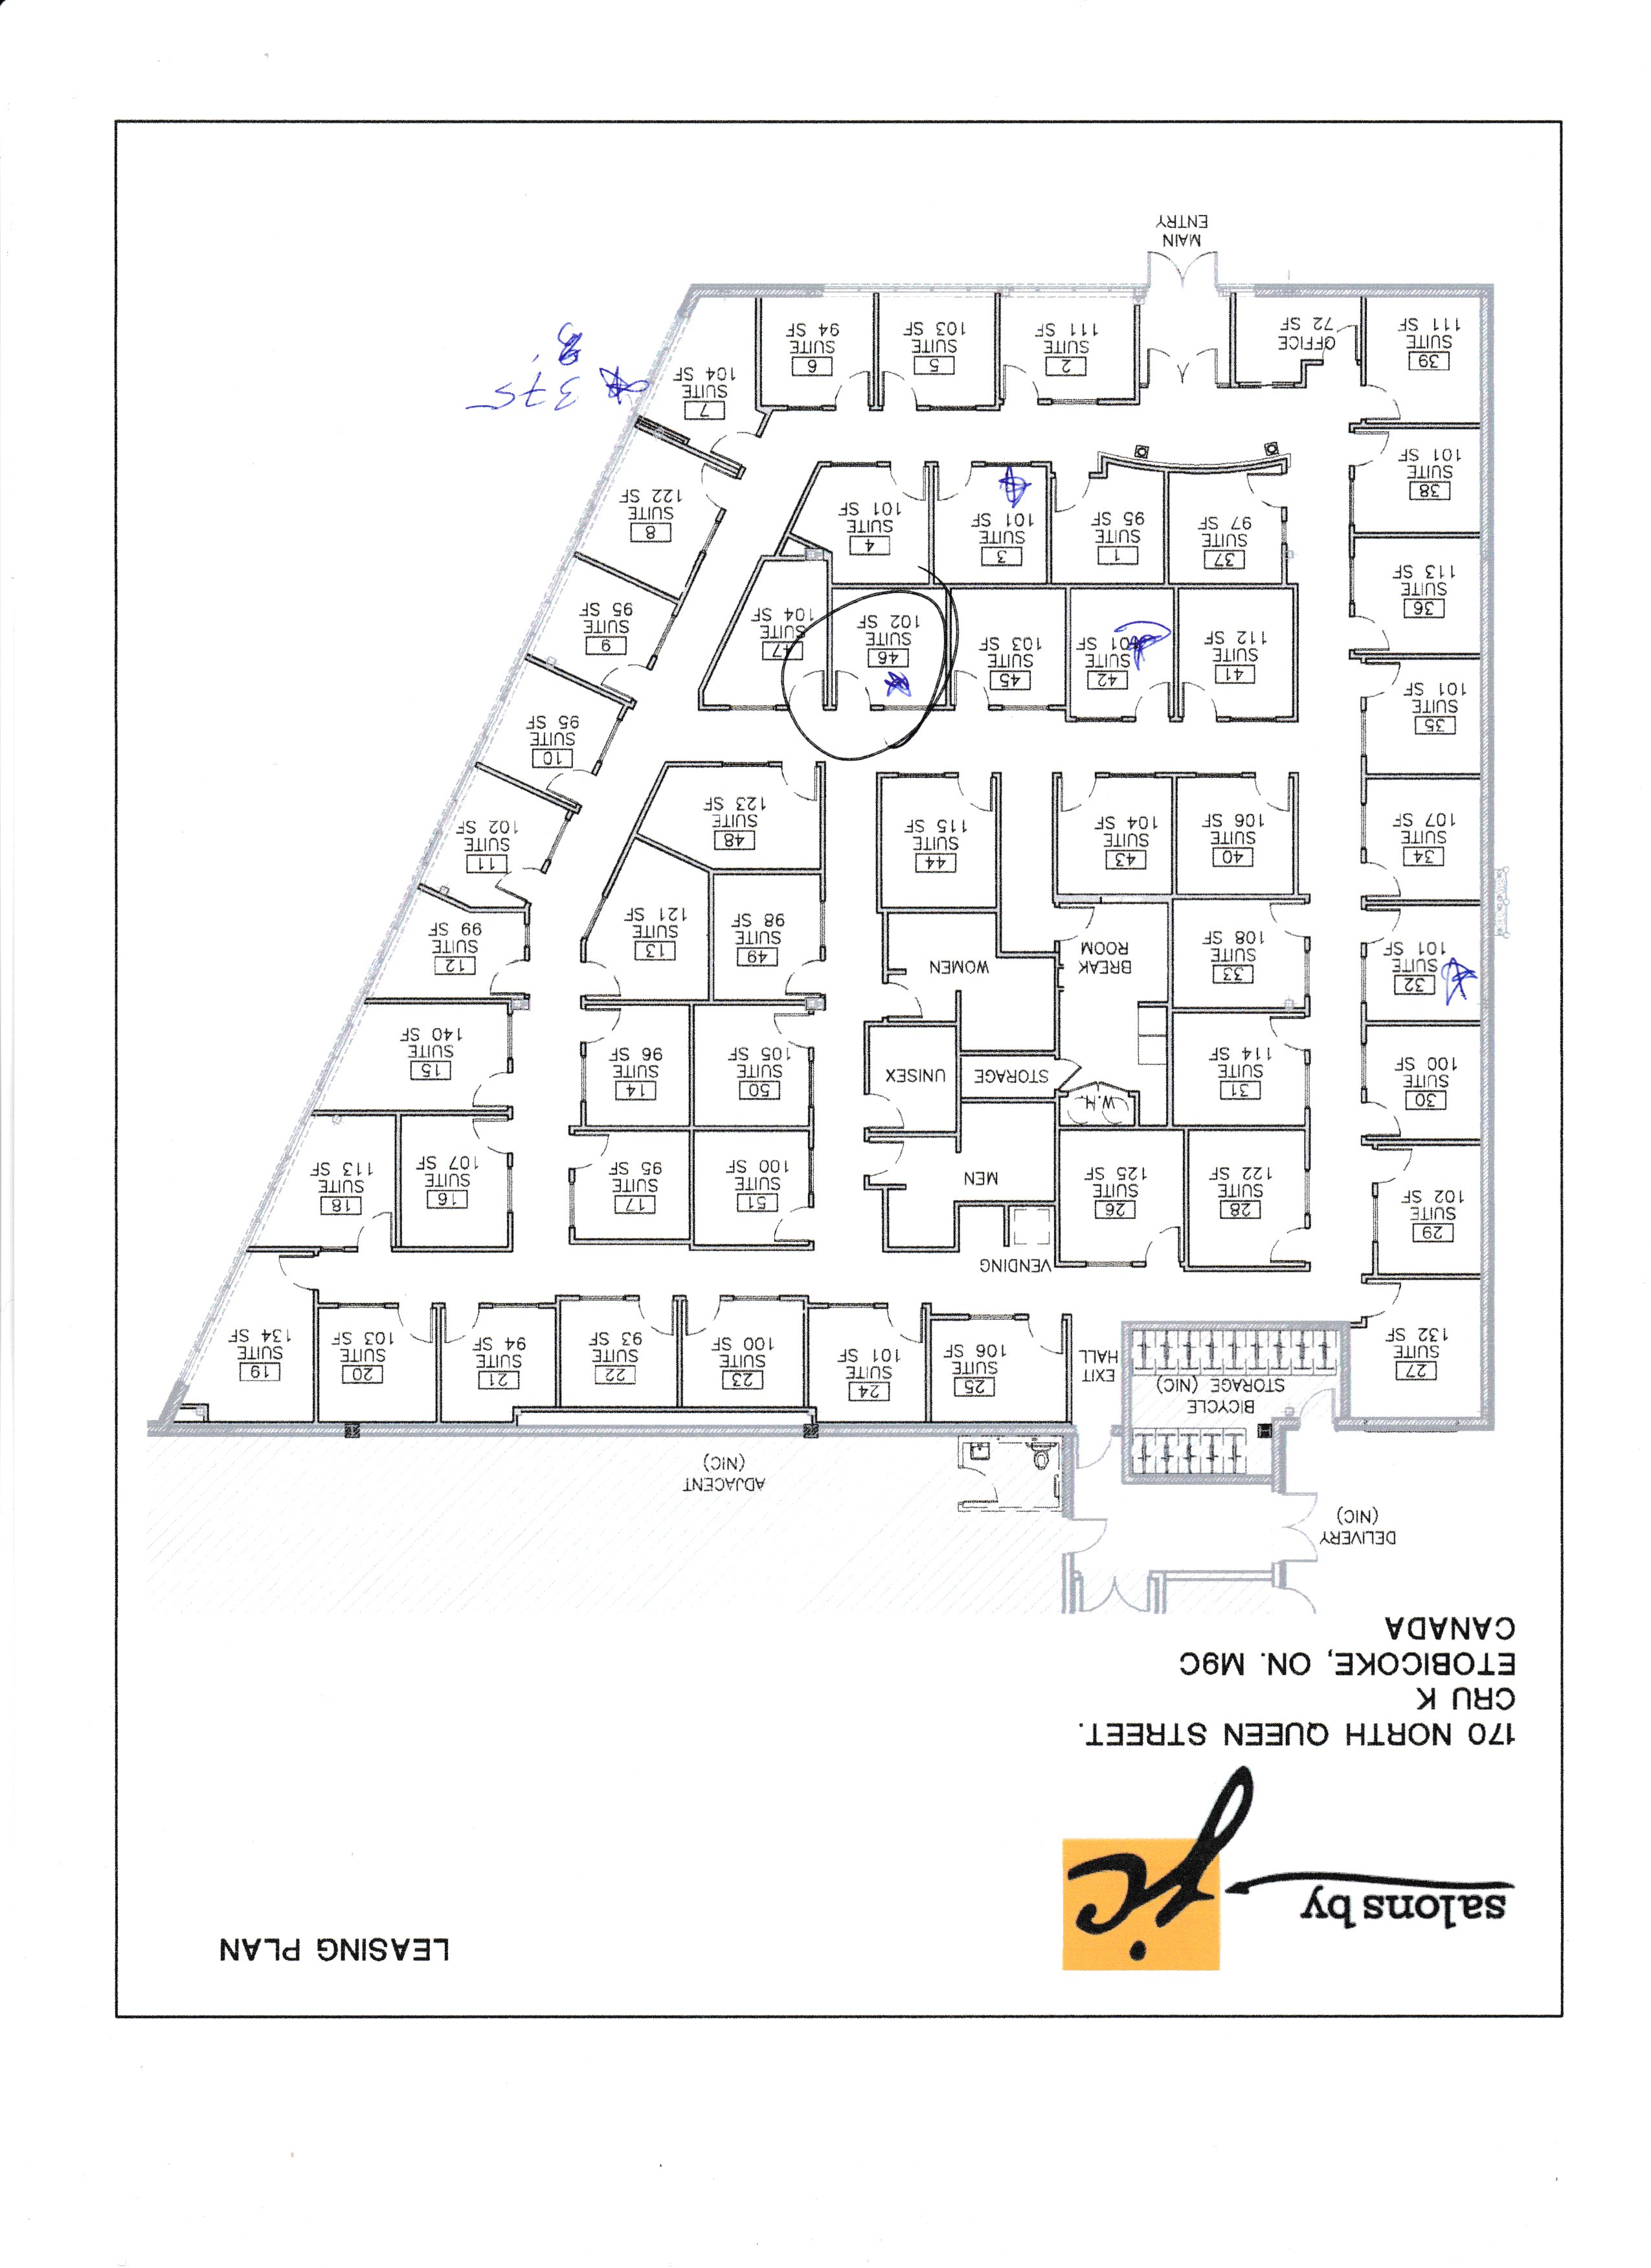 salons by jc
LEASING PLAN
170 NORTH QUEEN STREET.
CRU K
ETOBICOKE, ON. M9C
CANADA
DELIVERY
(NIC)
ADJACENT
(NIC)
BICYCLE
STORAGE (NIC)
EXIT
HALL
27
SUITE
132 SF
25
SUITE
106 SF
24
SUITE
101 SF
23
SUITE
100 SF
22
SUITE
93 SF
21
SUITE
94 SF
20
SUITE
103 SF
19
SUITE
134 SF
29
SUITE
102 SF
28
SUITE
122 SF
26
SUITE
125 SF
VENDING
MEN
51
SUITE
100 SF
17
SUITE
95 SF
16
SUITE
107 SF
18
SUITE
113 SF
30
SUITE
100 SF
31
SUITE
114 SF
W.H.
STORAGE
UNISEX
50
SUITE
105 SF
14
SUITE
96 SF
15
SUITE
140 SF
32
SUITE
101 SF
33
SUITE
108 SF
BREAK
ROOM
WOMEN
49
SUITE
98 SF
13
SUITE
121 SF
12
SUITE
99 SF
34
SUITE
107 SF
40
SUITE
106 SF
43
SUITE
104 SF
44
SUITE
115 SF
48
SUITE
123 SF
11
SUITE
102 SF
35
SUITE
101 SF
10
SUITE
95 SF
41
SUITE
112 SF
42
SUITE
101 SF
45
SUITE
103 SF
46
SUITE
102 SF
47
SUITE
104 SF
9
SUITE
95 SF
36
SUITE
113 SF
37
SUITE
97 SF
1
SUITE
95 SF
3
SUITE
101 SF
4
SUITE
101 SF
8
SUITE
122 SF
38
SUITE
101 SF
7
SUITE
104 SF
375
39
SUITE
111 SF
OFFICE
72 SF
2
SUITE
111 SF
5
SUITE
103 SF
6
SUITE
94 SF
MAIN
ENTRY